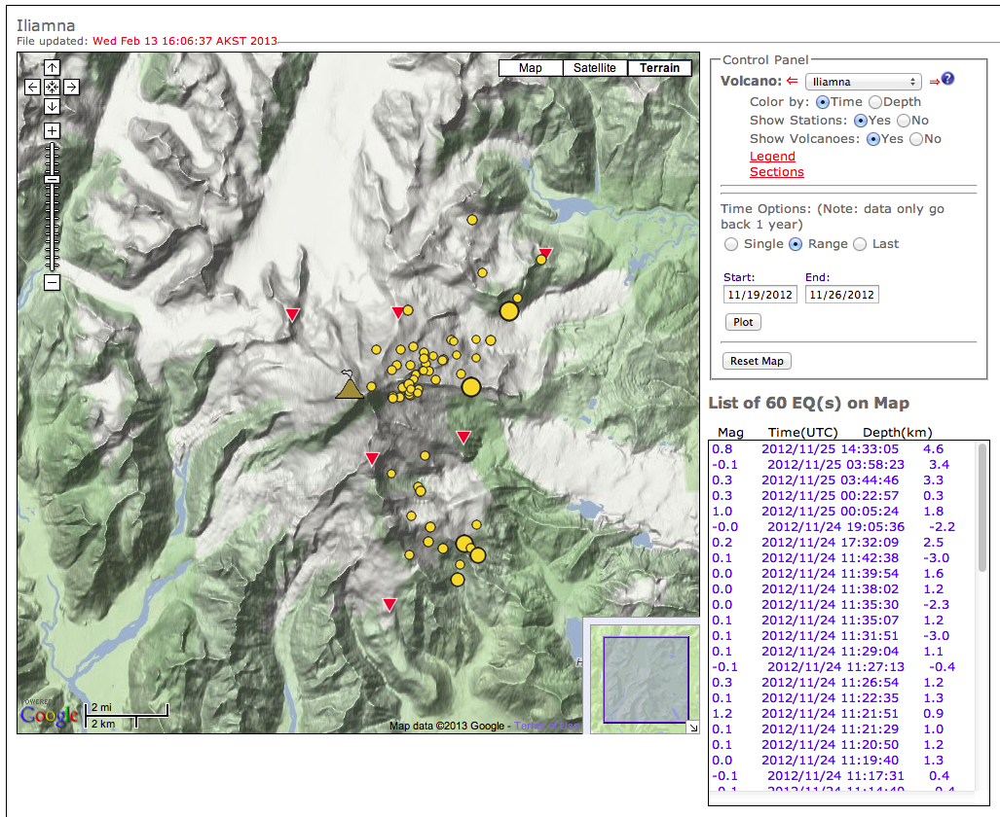 Iliamna
File updated: Wed Feb 13 16:06:37 AKST 2013
Map Satellite Terrain
POWERED BY
Google
2 mi
2 km
Map data ©2013 Google - Terms of Use
Control Panel
Volcano: ⇐ Iliamna ⇒ ?
Color by: Time Depth
Show Stations: Yes No
Show Volcanoes: Yes No
Legend
Sections
Time Options: (Note: data only go
back 1 year)
Single Range Last
Start: End:
11/19/2012 11/26/2012
Plot
Reset Map
List of 60 EQ(s) on Map
Mag Time(UTC) Depth(km)
0.8 2012/11/25 14:33:05 4.6
-0.1 2012/11/25 03:58:23 3.4
0.3 2012/11/25 03:44:46 3.3
0.3 2012/11/25 00:22:57 0.3
1.0 2012/11/25 00:05:24 1.8
-0.0 2012/11/24 19:05:36 -2.2
0.2 2012/11/24 17:32:09 2.5
0.1 2012/11/24 11:42:38 -3.0
0.0 2012/11/24 11:39:54 1.6
0.0 2012/11/24 11:38:02 1.2
0.0 2012/11/24 11:35:30 -2.3
0.1 2012/11/24 11:35:07 1.2
0.1 2012/11/24 11:31:51 -3.0
0.1 2012/11/24 11:29:04 1.1
-0.1 2012/11/24 11:27:13 -0.4
0.3 2012/11/24 11:26:54 1.2
0.1 2012/11/24 11:22:35 1.3
1.2 2012/11/24 11:21:51 0.9
0.1 2012/11/24 11:21:29 1.0
0.1 2012/11/24 11:20:50 1.2
0.0 2012/11/24 11:19:40 1.3
-0.1 2012/11/24 11:17:31 0.4